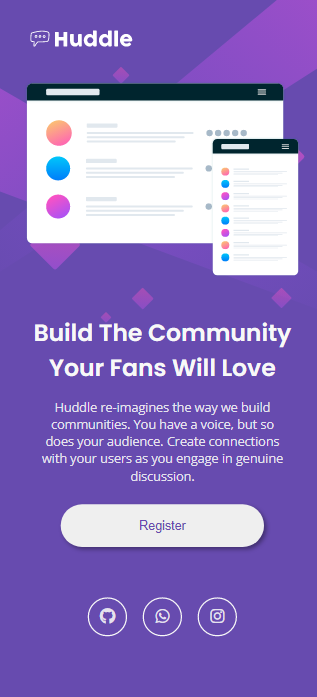 Huddle
Build The Community
Your Fans Will Love
Huddle re-imagines the way we build
communities. You have a voice, but so
does your audience. Create connections
with your users as you engage in genuine
discussion.
Register